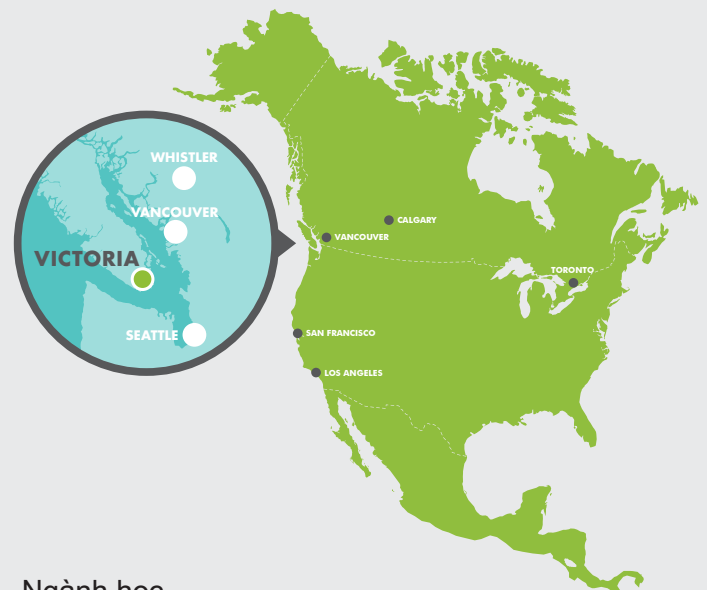 WHISTLER
VANCOUVER
VICTORIA
SEATTLE
CALGARY
VANCOUVER
TORONTO
SAN FRANCISCO
LOS ANGELES
Ngành học